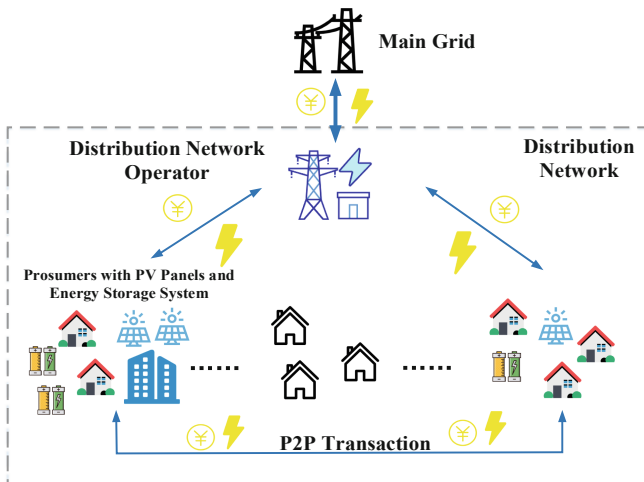 Main Grid
¥
Distribution Network
Operator
Distribution
Network
¥
¥
Prosumers with PV Panels and
Energy Storage System
......
......
¥
¥
P2P Transaction